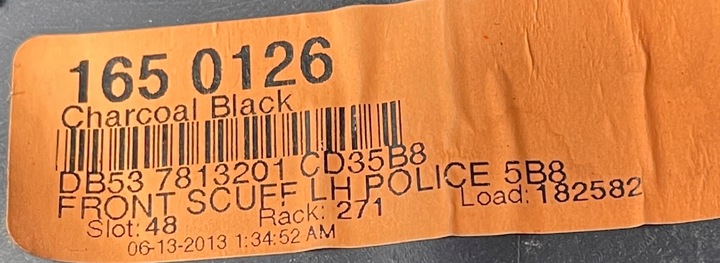 165 0126
Charcoal Black
DB53 7813201 CD35B8
FRONT SCUFF LH POLICE 5B8
Slot: 48 Rack: 271 Load: 182582
06-13-2013 1:34:52 AM